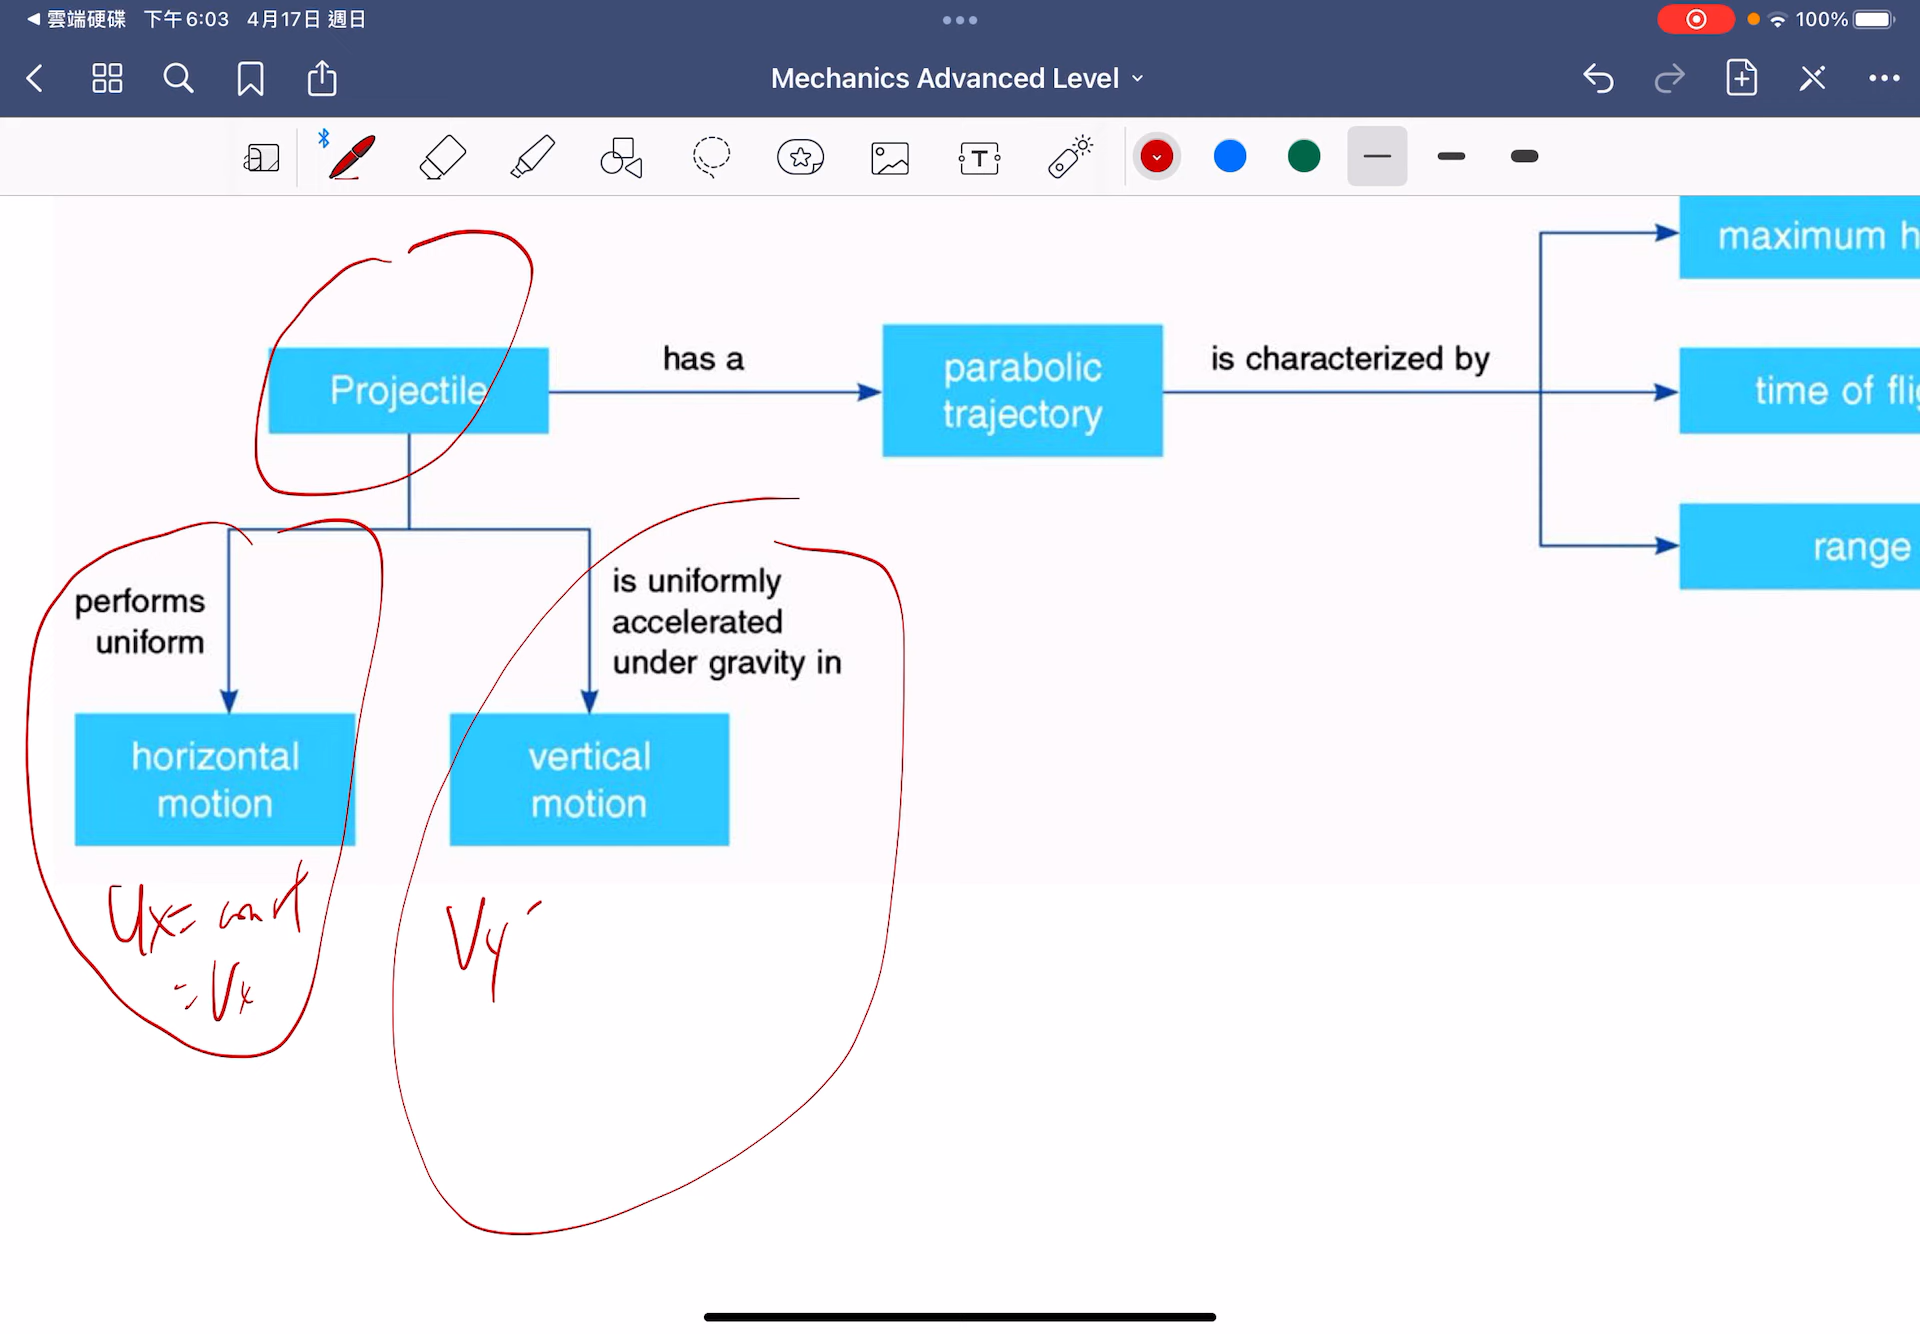 雲端硬碟 下午6:03 4月17日 週日 100%
Mechanics Advanced Level
a T
maximum h
Projectile
has a
parabolic
trajectory
is characterized by
time of flig
range
performs
uniform
is uniformly
accelerated
under gravity in
horizontal
motion
vertical
motion
Ux = const
= Vx
Vy =